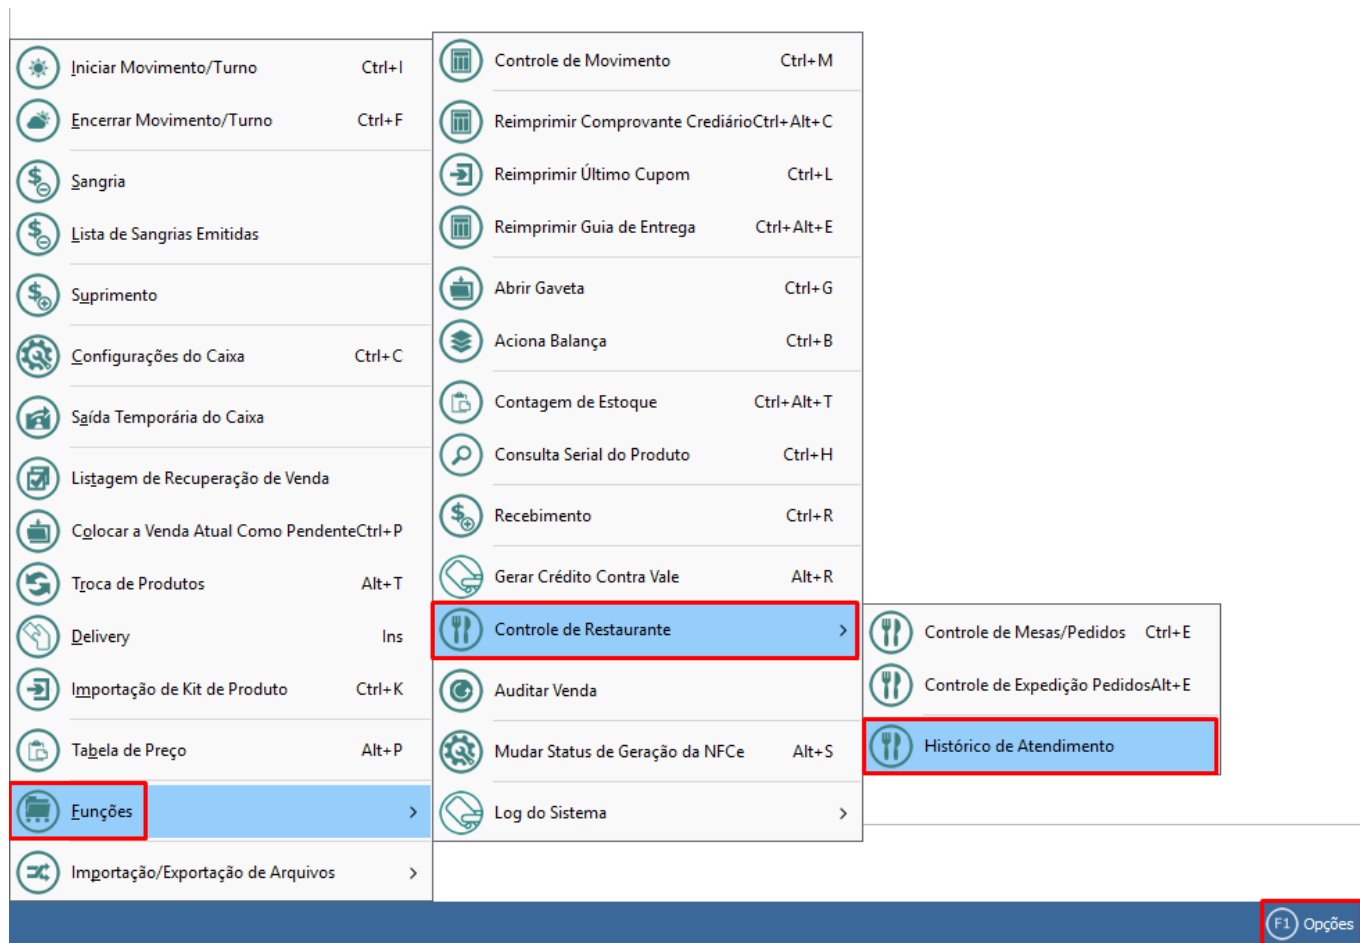 Iniciar Movimento/Turno Ctrl+I
Encerrar Movimento/Turno Ctrl+F
Sangria
Lista de Sangrias Emitidas
Suprimento
Configurações do Caixa Ctrl+C
Saída Temporária do Caixa
Listagem de Recuperação de Venda
Colocar a Venda Atual Como PendenteCtrl+P
Troca de Produtos Alt+T
Delivery Ins
Importação de Kit de Produto Ctrl+K
Tabela de Preço Alt+P
Funções
Importação/Exportação de Arquivos
Controle de Movimento Ctrl+M
Reimprimir Comprovante CrediárioCtrl+Alt+C
Reimprimir Último Cupom Ctrl+L
Reimprimir Guia de Entrega Ctrl+Alt+E
Abrir Gaveta Ctrl+G
Aciona Balança Ctrl+B
Contagem de Estoque Ctrl+Alt+T
Consulta Serial do Produto Ctrl+H
Recebimento Ctrl+R
Gerar Crédito Contra Vale Alt+R
Controle de Restaurante
Auditar Venda
Mudar Status de Geração da NFCe Alt+S
Log do Sistema
Controle de Mesas/Pedidos Ctrl+E
Controle de Expedição PedidosAlt+E
Histórico de Atendimento
F1 Opções